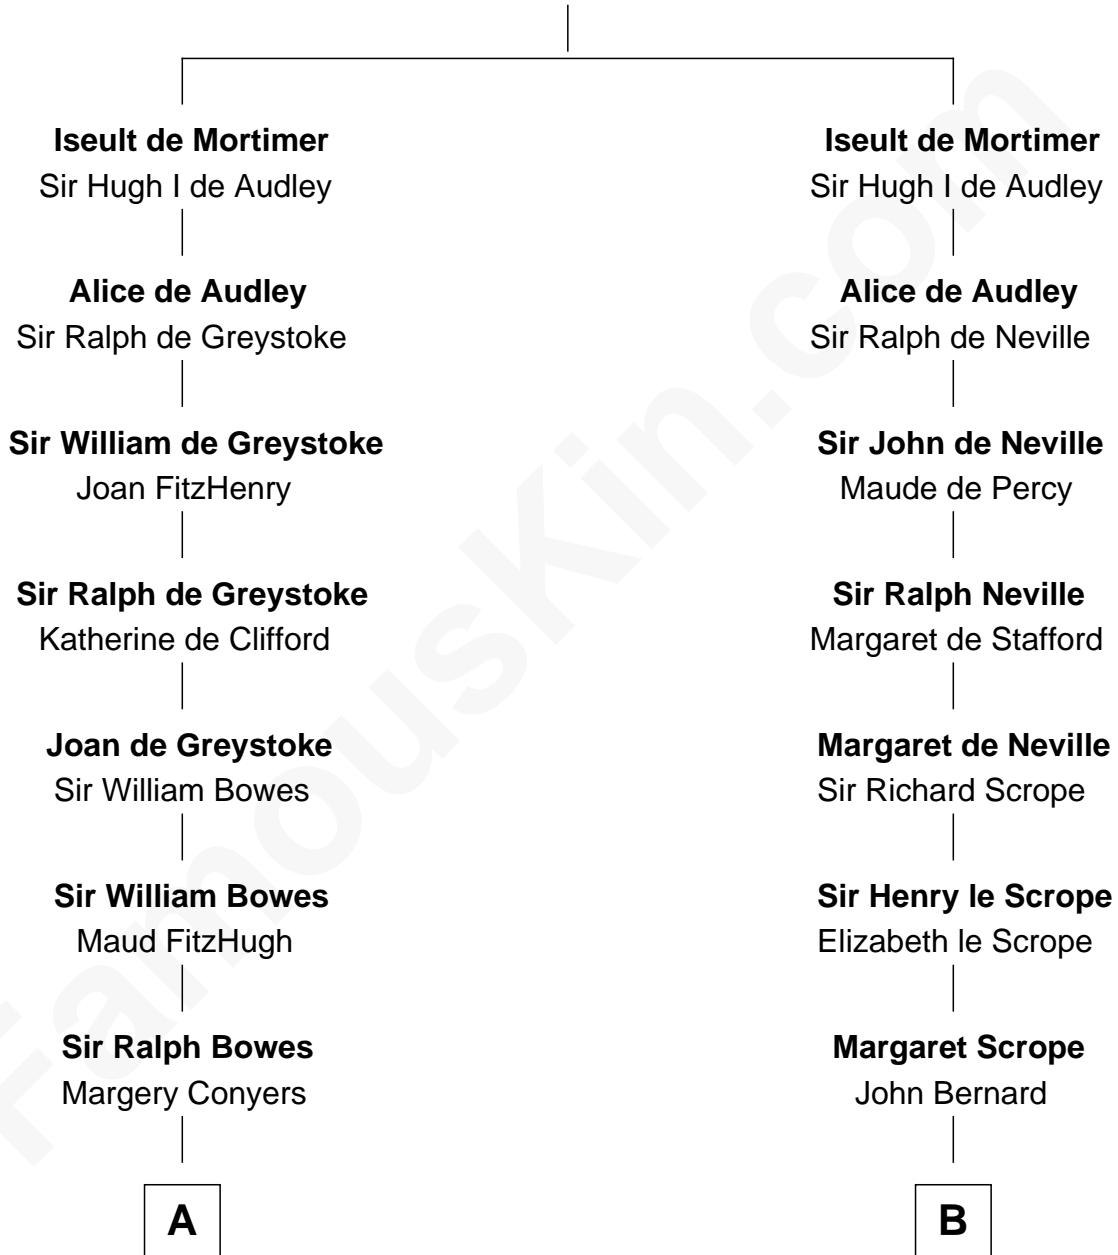 Iseult de Mortimer
Sir Hugh I de Audley
Alice de Audley
Sir Ralph de Greystoke
Sir William de Greystoke
Joan FitzHenry
Sir Ralph de Greystoke
Katherine de Clifford
Joan de Greystoke
Sir William Bowes
Sir William Bowes
Maud FitzHugh
Sir Ralph Bowes
Margery Conyers
A
Iseult de Mortimer
Sir Hugh I de Audley
Alice de Audley
Sir Ralph de Neville
Sir John de Neville
Maude de Percy
Sir Ralph Neville
Margaret de Stafford
Margaret de Neville
Sir Richard Scrope
Sir Henry le Scrope
Elizabeth le Scrope
Margaret Scrope
John Bernard
B
FamousKin.com